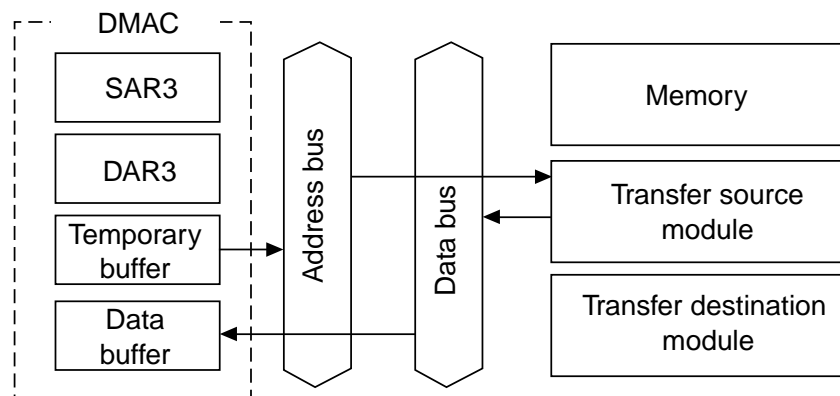 DMAC
SAR3
DAR3
Temporary
buffer
Data
buffer
Address bus
Data bus
Memory
Transfer source
module
Transfer destination
module